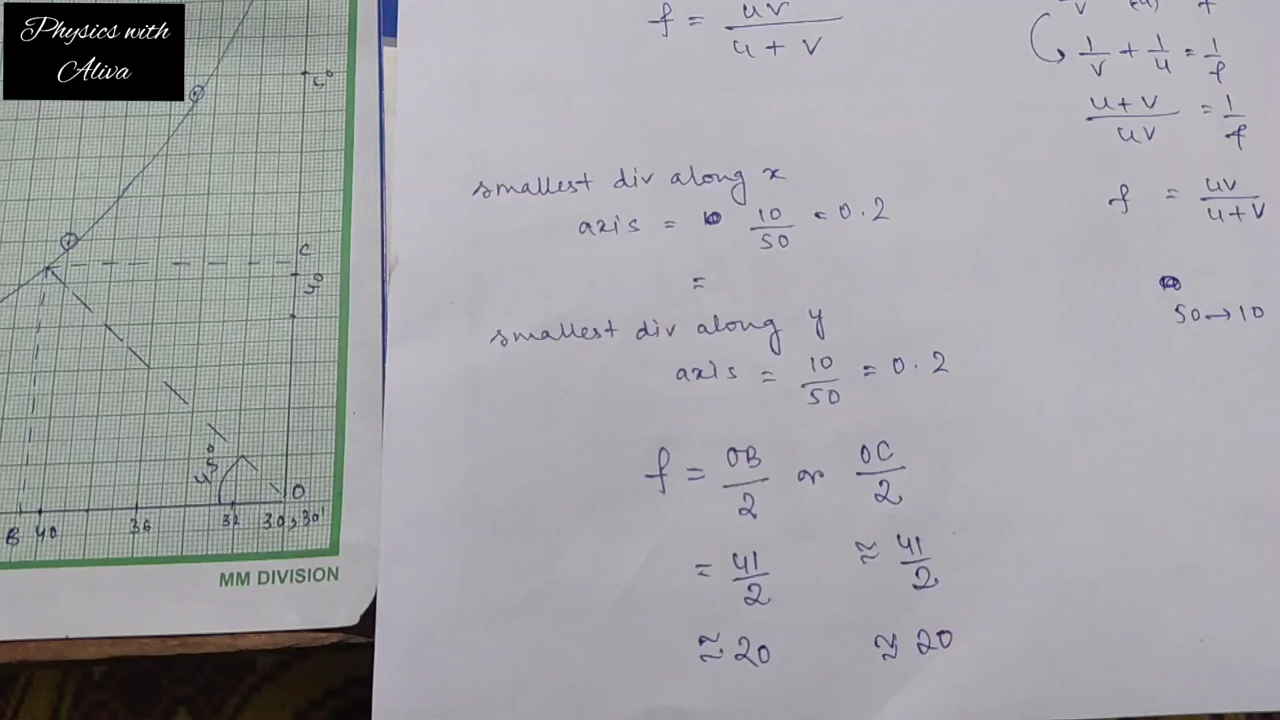 Physics with
Aliva
50
C
40
45°
O
B 40 36 32 30,30'
MM DIVISION
f = uv / u + v
smallest div along x
axis = 10/50 = 0.2
=
smallest div along y
axis = 10/50 = 0.2
f = OB/2 or OC/2
= 41/2 ≈ 41/2
≈ 20 ≈ 20
1/v + 1/u = 1/f
u+v / uv = 1/f
f = uv / u+v
50→10